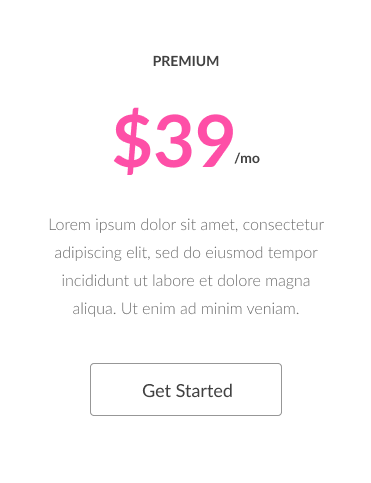 PREMIUM
$39/mo
Lorem ipsum dolor sit amet, consectetur
adipiscing elit, sed do eiusmod tempor
incididunt ut labore et dolore magna
aliqua. Ut enim ad minim veniam.
Get Started